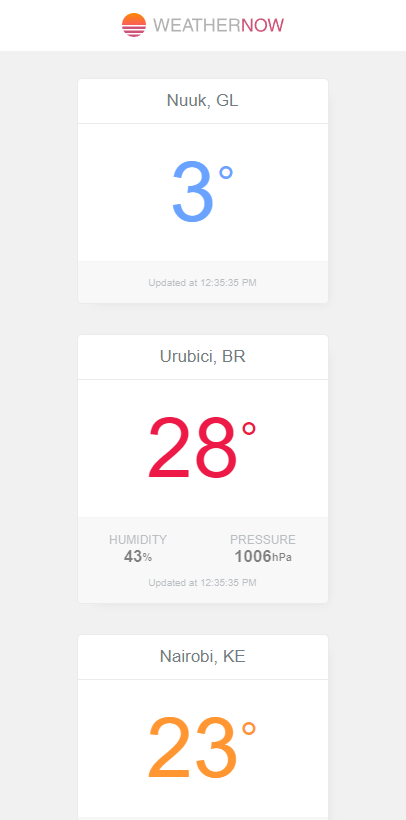 WEATHERNOW
Nuuk, GL
3°
Updated at 12:35:35 PM
Urubici, BR
28°
HUMIDITY PRESSURE
43% 1006hPa
Updated at 12:35:35 PM
Nairobi, KE
23°